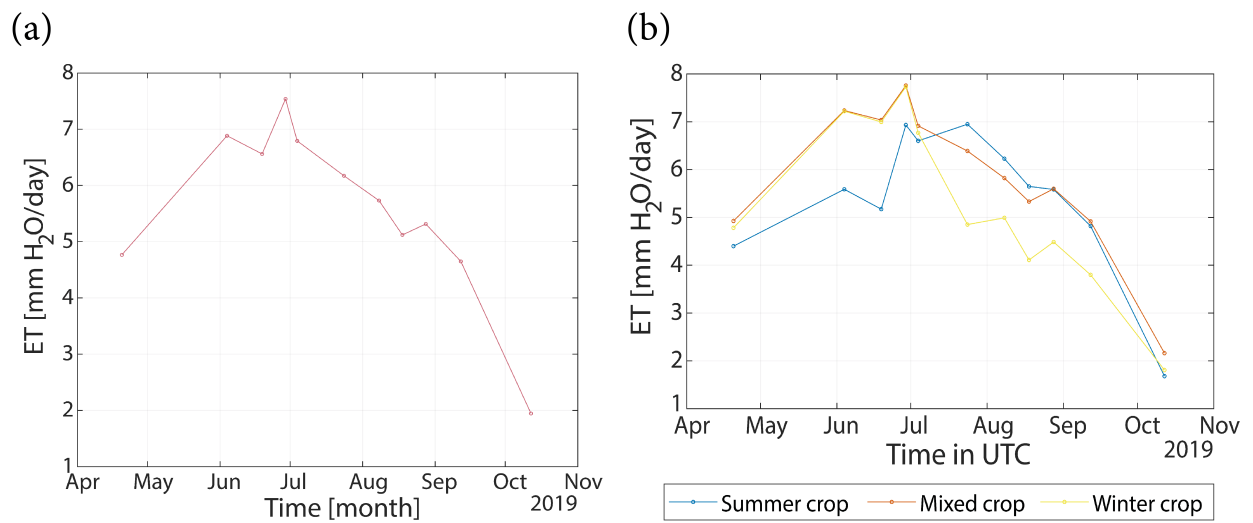 (a)
(b)
8
7
6
5
4
3
2
1
ET [mm H2O/day]
Apr May Jun Jul Aug Sep Oct Nov
Time [month]
2019
8
7
6
5
4
3
2
1
ET [mm H2O/day]
Apr May Jun Jul Aug Sep Oct Nov
Time in UTC
2019
Summer crop Mixed crop Winter crop